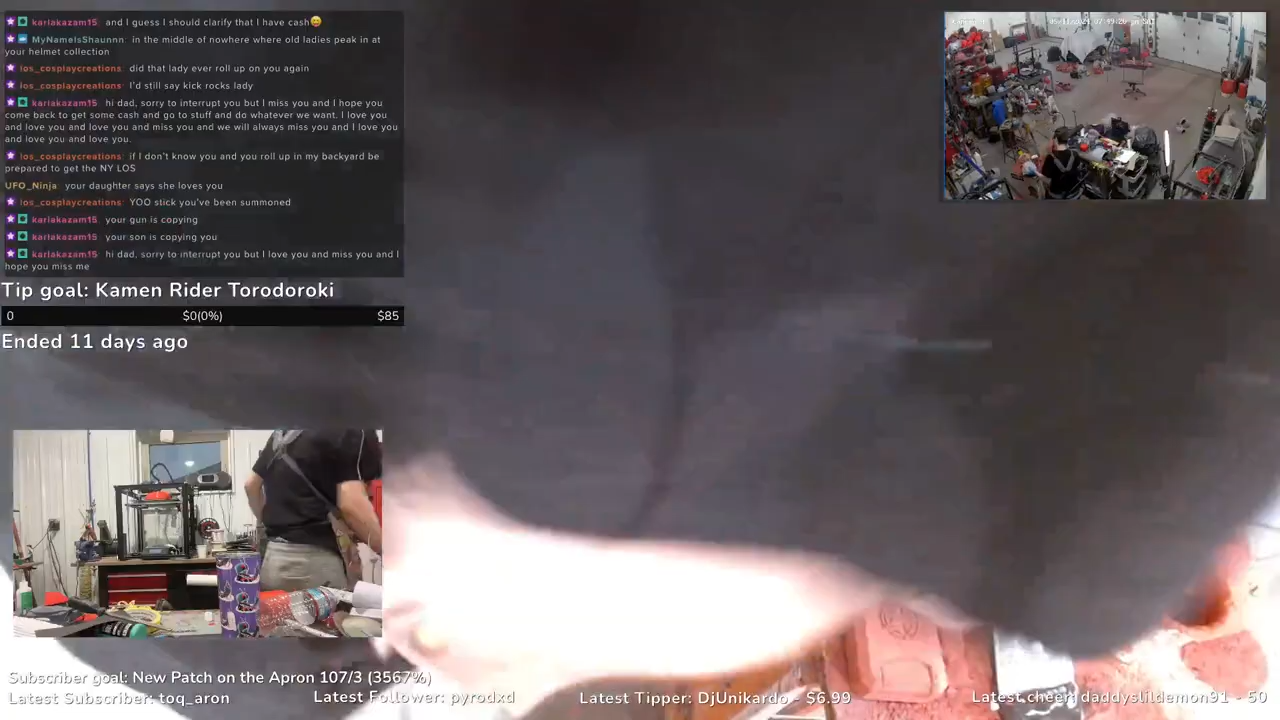 karlakazam15 and I guess I should clarify that I have cash😄
MyNameIsShaunnn in the middle of nowhere where old ladies peak in at
your helmet collection
los_cosplaycreations: did that lady ever roll up on you again
los_cosplaycreations: I'd still say kick rocks lady
karlakazam15 hi dad, sorry to interrupt you but I miss you and I hope you
come back to get some cash and go to stuff and do whatever we want. I love you
and love you and love you and miss you and we will always miss you and I love you
and love you and love you.
los_cosplaycreations: if I don't know you and you roll up in my backyard be
prepared to get the NY LOS
UFO_Ninja: your daughter says she loves you
los_cosplaycreations: YOO stick you've been summoned
karlakazam15 your gun is copying
karlakazam15 your son is copying you
karlakazam15 hi dad, sorry to interrupt you but I love you and miss you and I
hope you miss me
Tip goal: Kamen Rider Torodoroki
0 $0(0%) $85
Ended 11 days ago
Subscriber goal: New Patch on the Apron 107/3 (3567%)
Latest Subscriber: toq_aron Latest Follower: pyrodxd Latest Tipper: DjUnikardo - $6.99 Latest cheer: daddyslildemon91 - 50